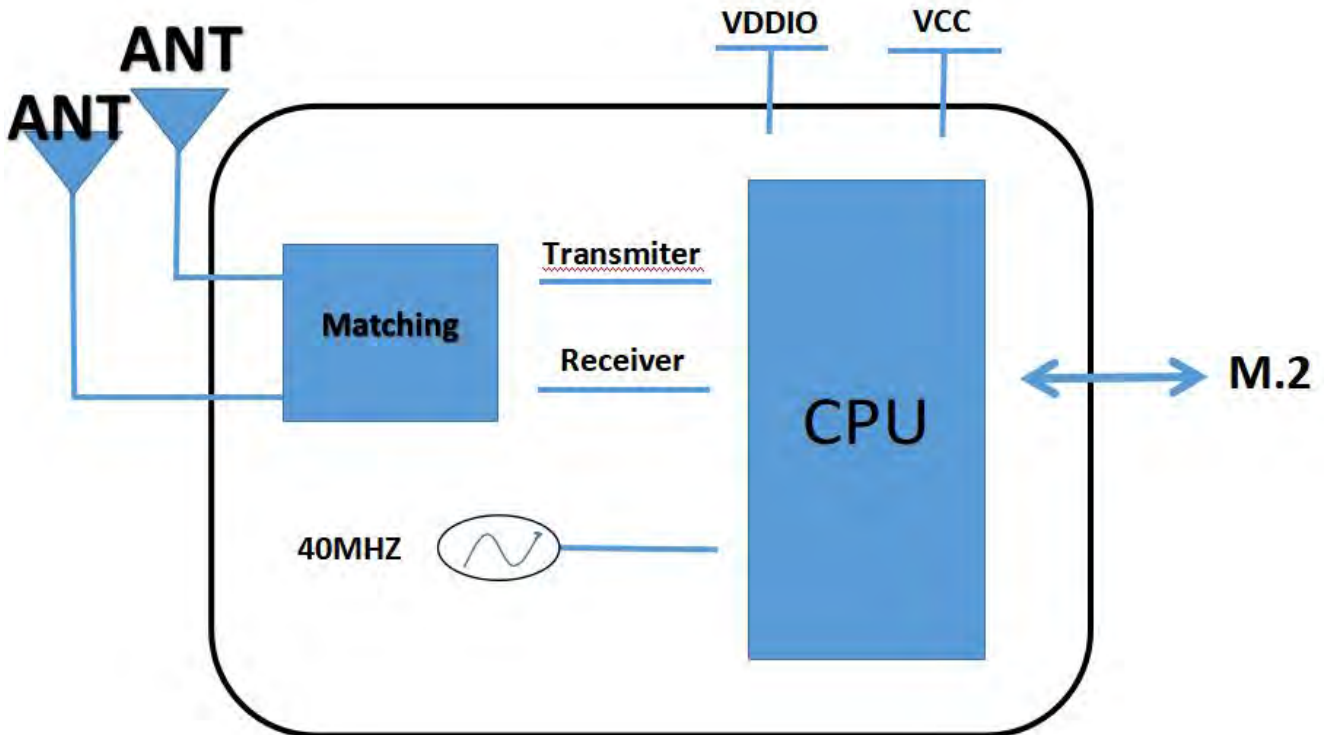 ANT
ANT
VDDIO
VCC
Transmiter
Matching
Receiver
M.2
CPU
40MHZ